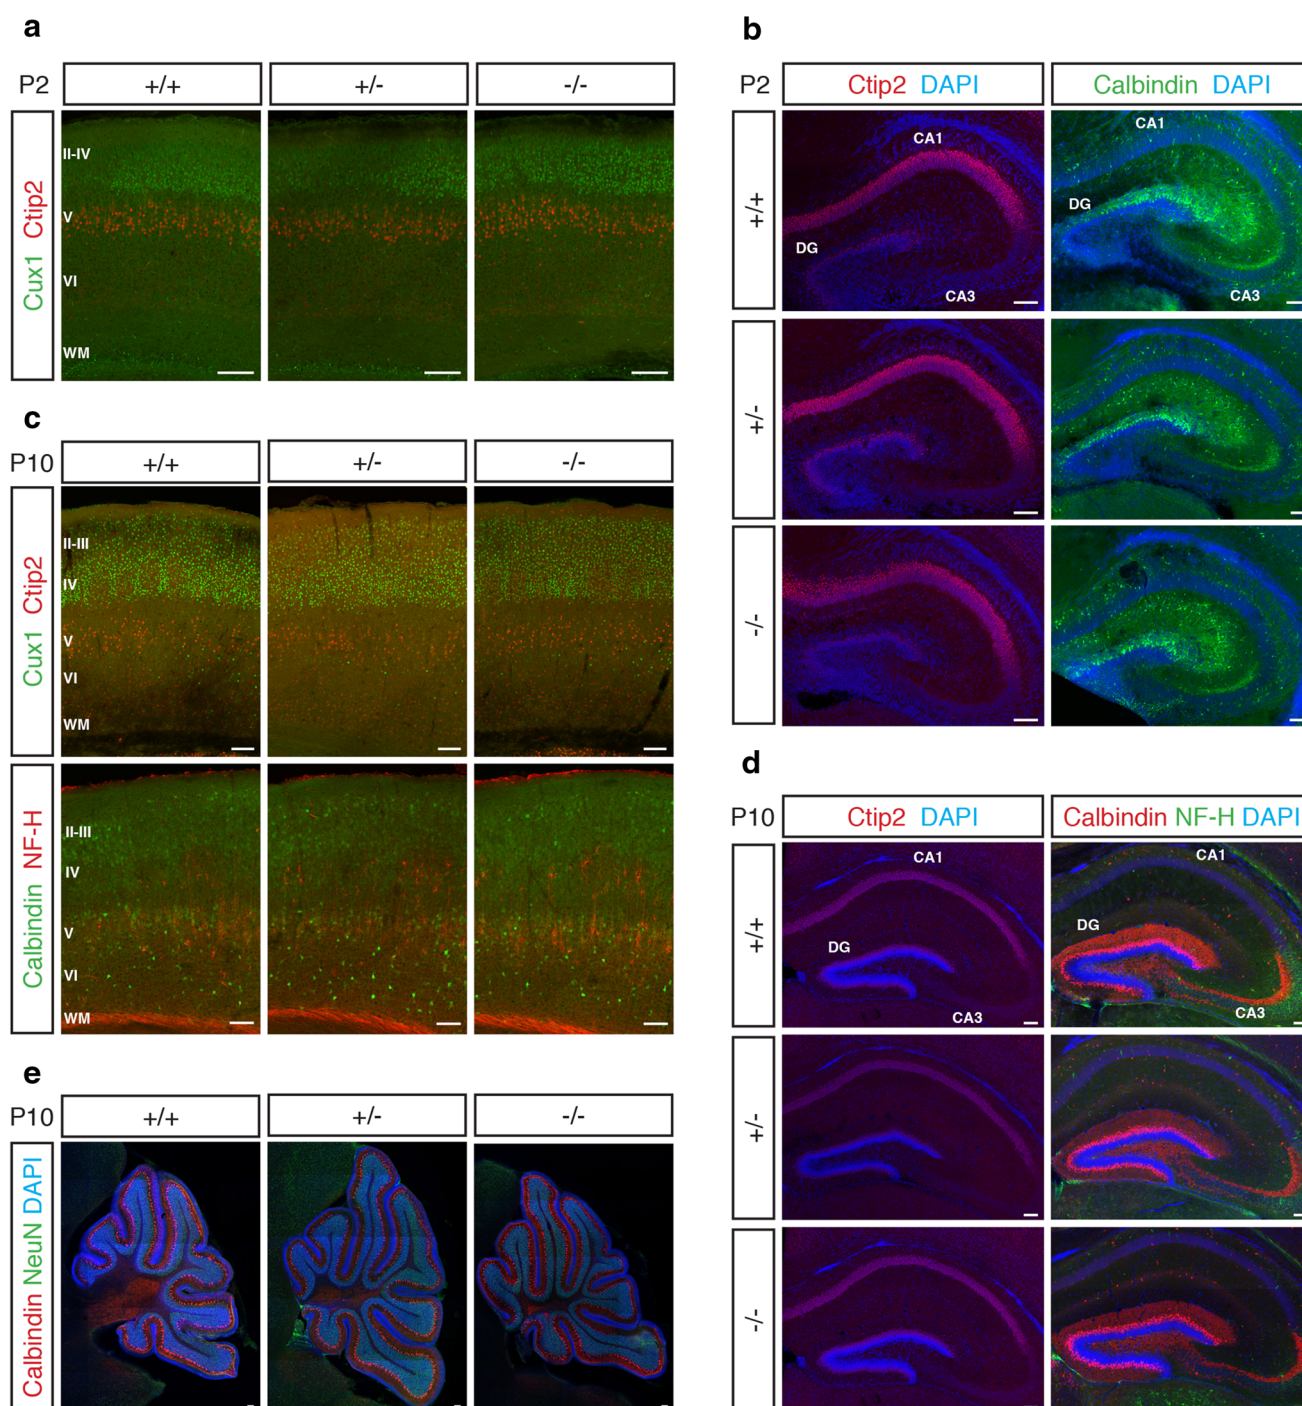 a
P2
+/+
+/-
-/-
Cux1 Ctip2
II-IV
V
VI
WM
b
P2
Ctip2 DAPI
Calbindin DAPI
+/+
CA1
DG
CA3
CA1
DG
CA3
+/-
-/-
c
P10
+/+
+/-
-/-
Cux1 Ctip2
II-III
IV
V
VI
WM
Calbindin NF-H
II-III
IV
V
VI
WM
d
P10
Ctip2 DAPI
Calbindin NF-H DAPI
+/+
CA1
DG
CA3
CA1
DG
CA3
+/-
-/-
e
P10
+/+
+/-
-/-
Calbindin NeuN DAPI